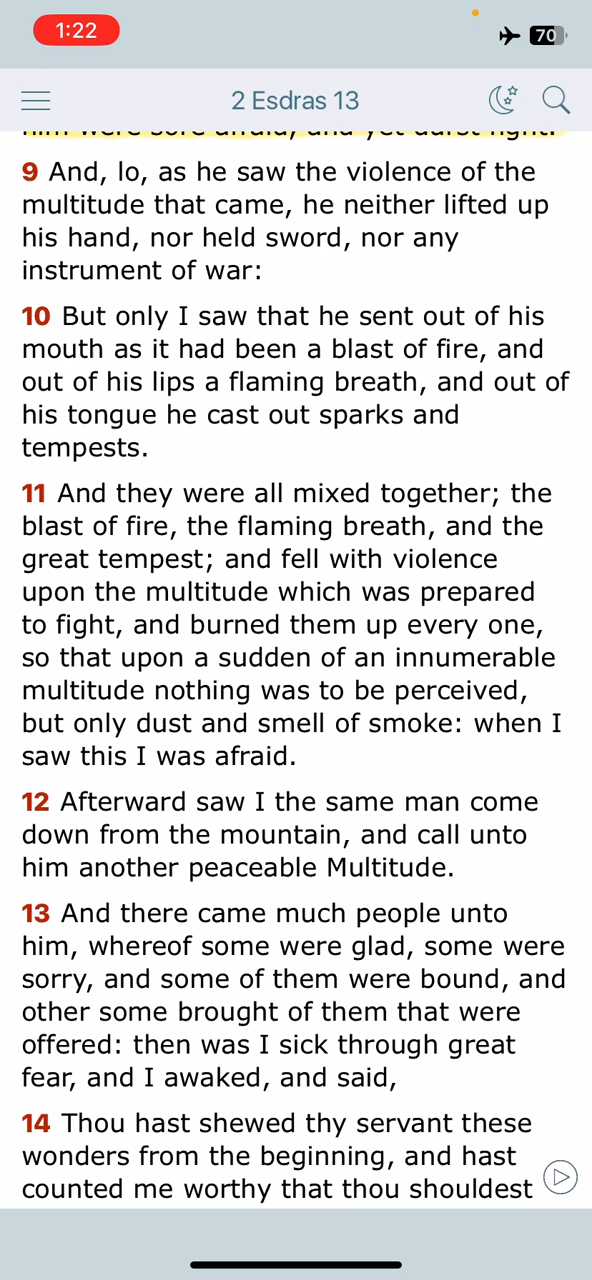 1:22
70
2 Esdras 13
him were sore afraid, and yet durst fight.
9 And, lo, as he saw the violence of the
multitude that came, he neither lifted up
his hand, nor held sword, nor any
instrument of war:
10 But only I saw that he sent out of his
mouth as it had been a blast of fire, and
out of his lips a flaming breath, and out of
his tongue he cast out sparks and
tempests.
11 And they were all mixed together; the
blast of fire, the flaming breath, and the
great tempest; and fell with violence
upon the multitude which was prepared
to fight, and burned them up every one,
so that upon a sudden of an innumerable
multitude nothing was to be perceived,
but only dust and smell of smoke: when I
saw this I was afraid.
12 Afterward saw I the same man come
down from the mountain, and call unto
him another peaceable Multitude.
13 And there came much people unto
him, whereof some were glad, some were
sorry, and some of them were bound, and
other some brought of them that were
offered: then was I sick through great
fear, and I awaked, and said,
14 Thou hast shewed thy servant these
wonders from the beginning, and hast
counted me worthy that thou shouldest